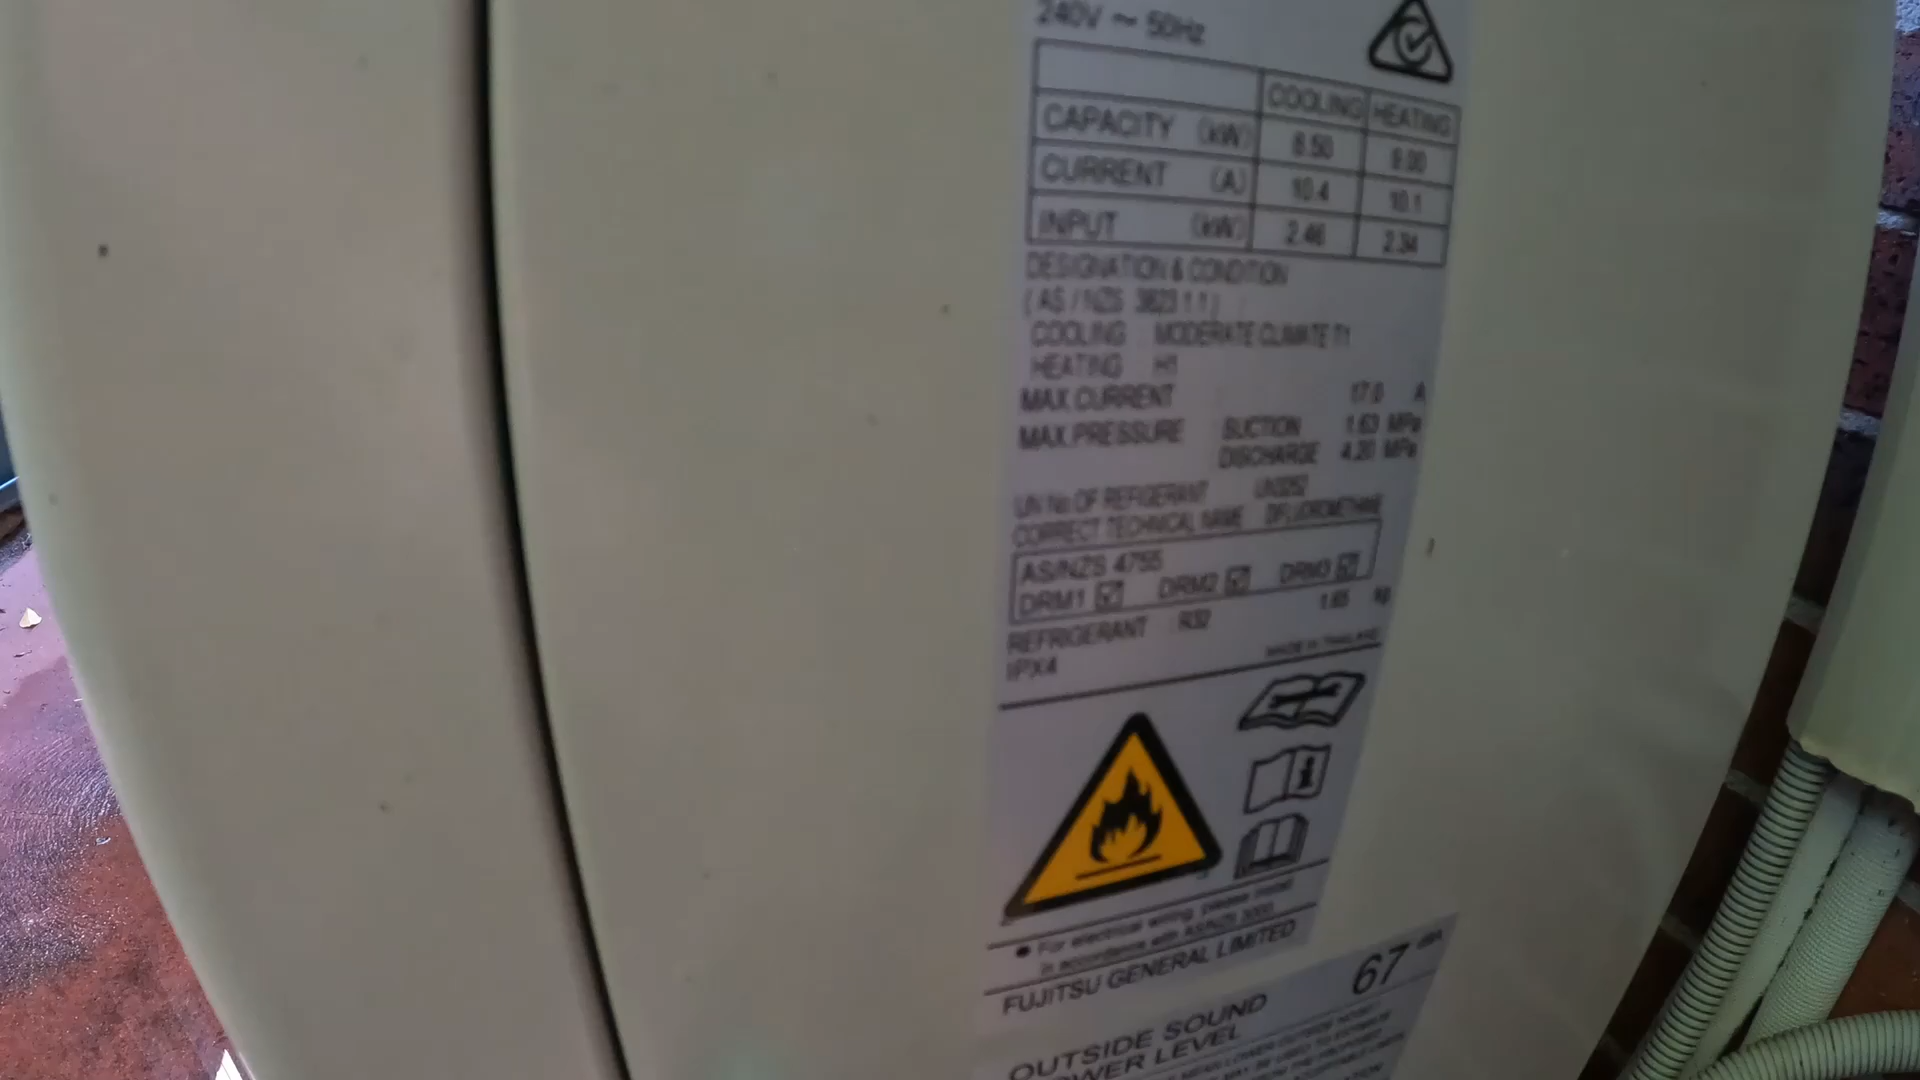 240V ~ 50Hz
COOLING HEATING
CAPACITY (kW) 8.50 9.00
CURRENT (A) 10.4 10.1
INPUT (kW) 2.46 2.34
DESIGNATION & CONDITION
(AS / NZS 3823 1 1)
COOLING MODERATE CLIMATE T1
HEATING H1
MAX.CURRENT 17.0 A
MAX.PRESSURE SUCTION 1.63 MPa
DISCHARGE 4.20 MPa
UN No.OF REFIGERANT UN3252
CORRECT TECHNICAL NAME DIFLUOROMETHANE
AS/NZS 4755
DRM1 ☑ DRM2 ☑ DRM3 ☑
REFRIGERANT R32 1.65 kg
IPX4
MADE IN THAILAND
● For electrical wiring, please install
in accordance with AS/NZS 3000
FUJITSU GENERAL LIMITED
OUTSIDE SOUND
POWER LEVEL
67 dBA